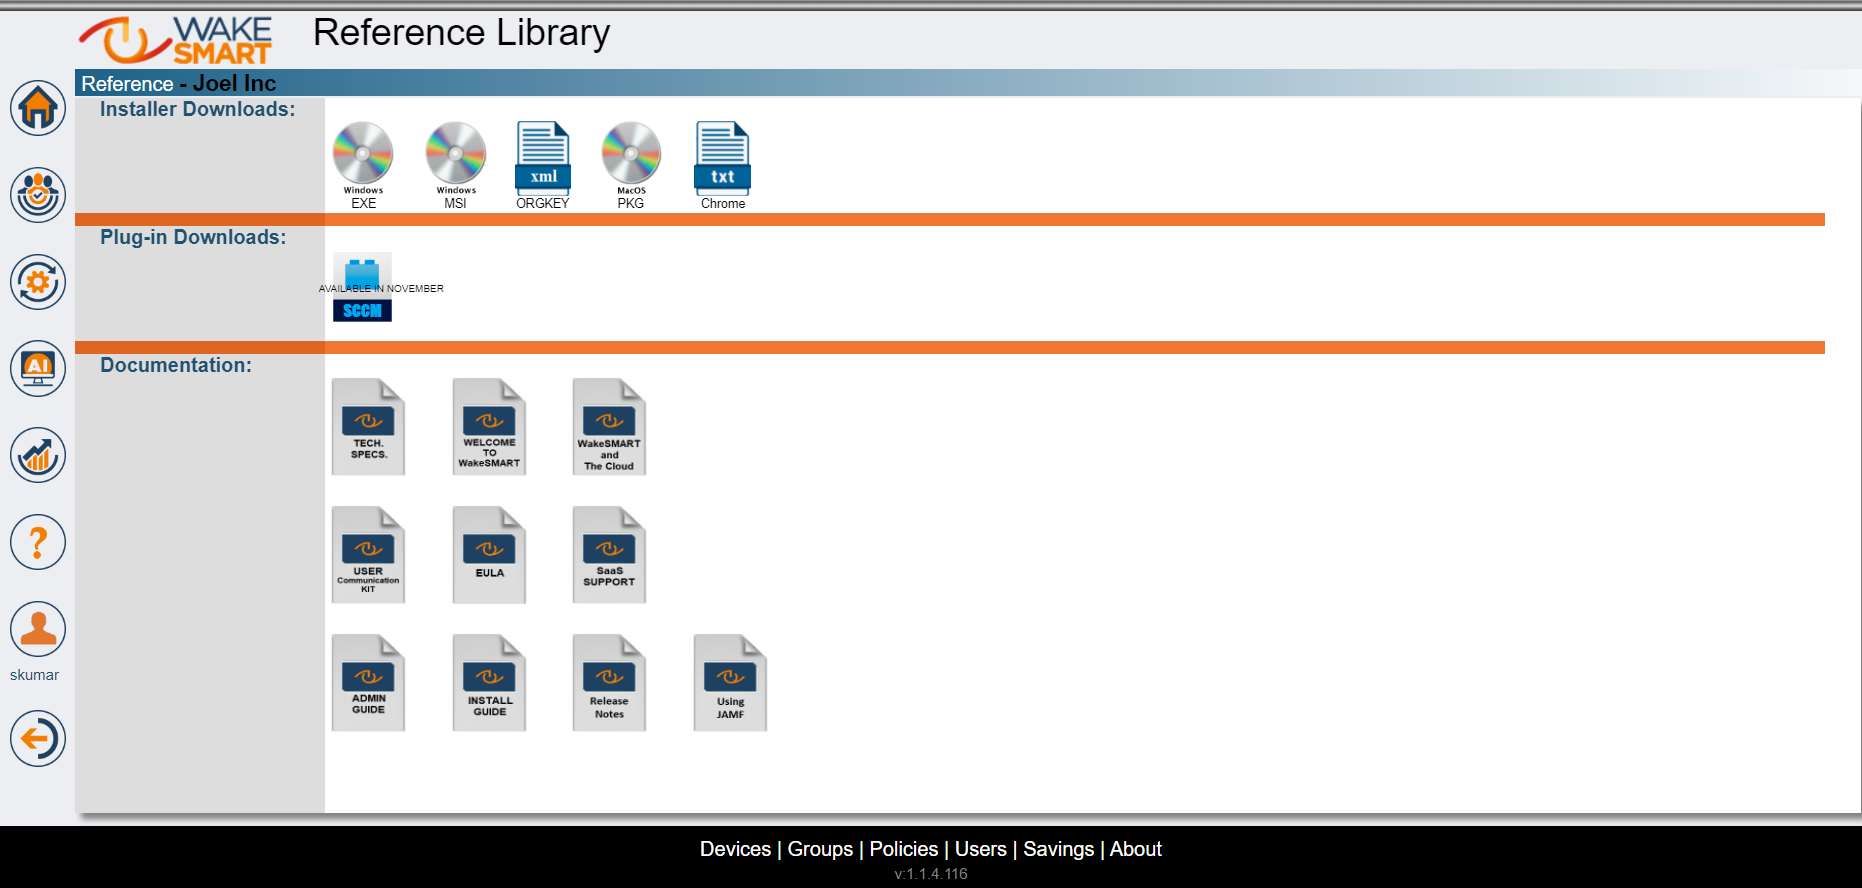 WAKE
SMART
Reference Library
Reference - Joel Inc
Installer Downloads:
Windows
EXE
Windows
MSI
xml
ORGKEY
MacOS
PKG
txt
Chrome
Plug-in Downloads:
AVAILABLE IN NOVEMBER
SCCM
AI
Documentation:
TECH.
SPECS.
WELCOME
TO
WakeSMART
WakeSMART
and
The Cloud
?
USER
Communication
KIT
EULA
SaaS
SUPPORT
skumar
ADMIN
GUIDE
INSTALL
GUIDE
Release
Notes
Using
JAMF
Devices | Groups | Policies | Users | Savings | About
v:1.1.4.116